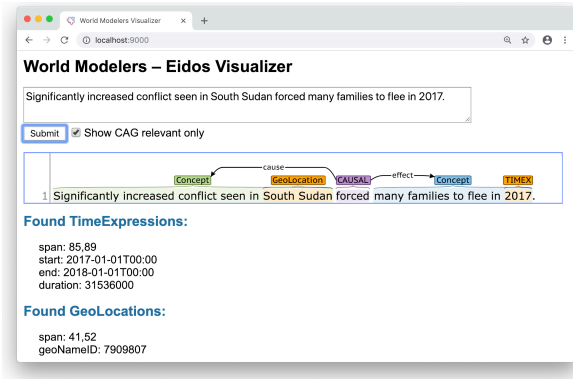 World Modelers Visualizer
localhost:9000
World Modelers – Eidos Visualizer
Significantly increased conflict seen in South Sudan forced many families to flee in 2017.
Submit Show CAG relevant only
cause
effect
Concept GeoLocation CAUSAL Concept TIMEX
1 Significantly increased conflict seen in South Sudan forced many families to flee in 2017.
Found TimeExpressions:
span: 85,89
start: 2017-01-01T00:00
end: 2018-01-01T00:00
duration: 31536000
Found GeoLocations:
span: 41,52
geoNameID: 7909807